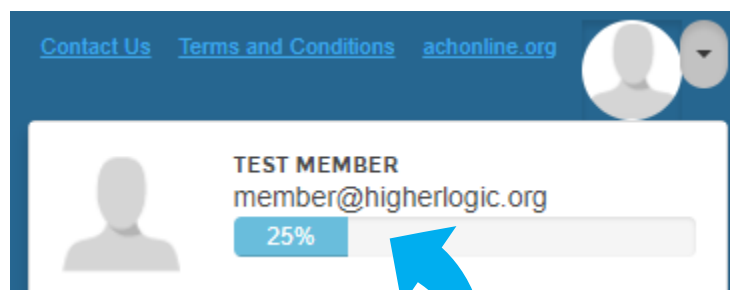 Contact Us Terms and Conditions achonline.org
TEST MEMBER
member@higherlogic.org
25%